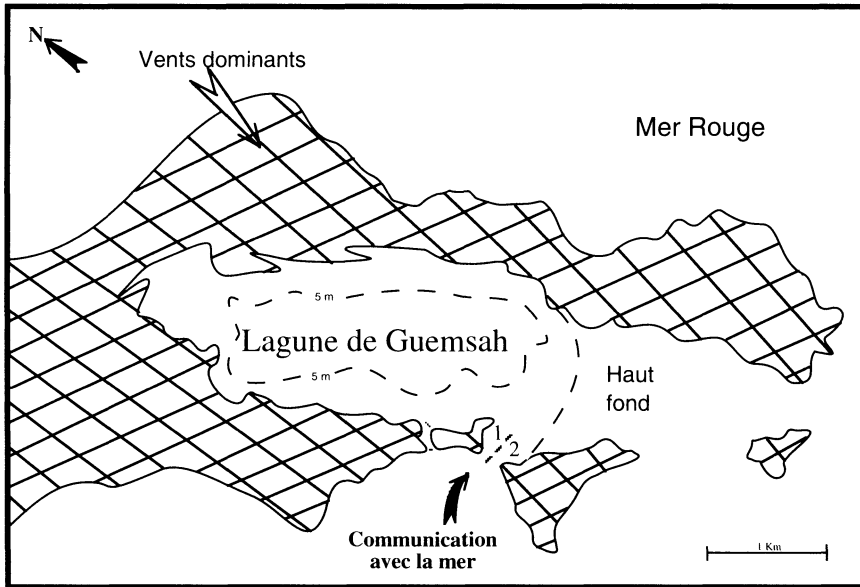 N
Vents dominants
Mer Rouge
5 m
Lagune de Guemsah
5 m
Haut
fond
1
2
Communication
avec la mer
1 Km